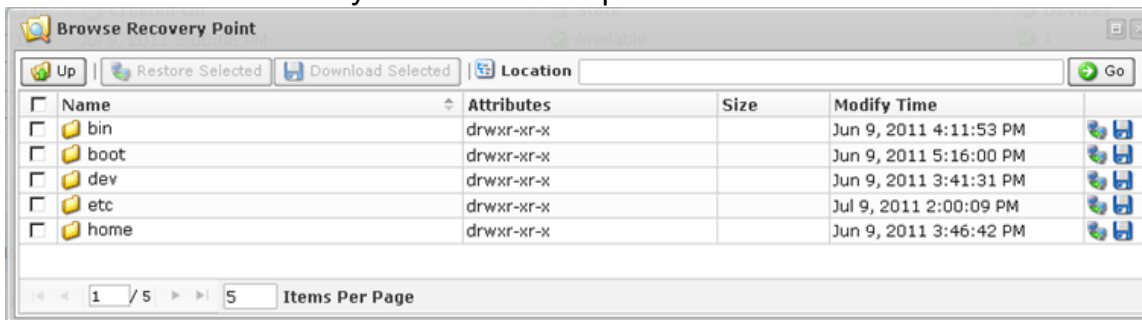 Browse Recovery Point
Up | Restore Selected Download Selected | Location Go
Name Attributes Size Modify Time
bin drwxr-xr-x Jun 9, 2011 4:11:53 PM
boot drwxr-xr-x Jun 9, 2011 5:16:00 PM
dev drwxr-xr-x Jun 9, 2011 3:41:31 PM
etc drwxr-xr-x Jul 9, 2011 2:00:09 PM
home drwxr-xr-x Jun 9, 2011 3:46:42 PM
1 / 5 5 Items Per Page